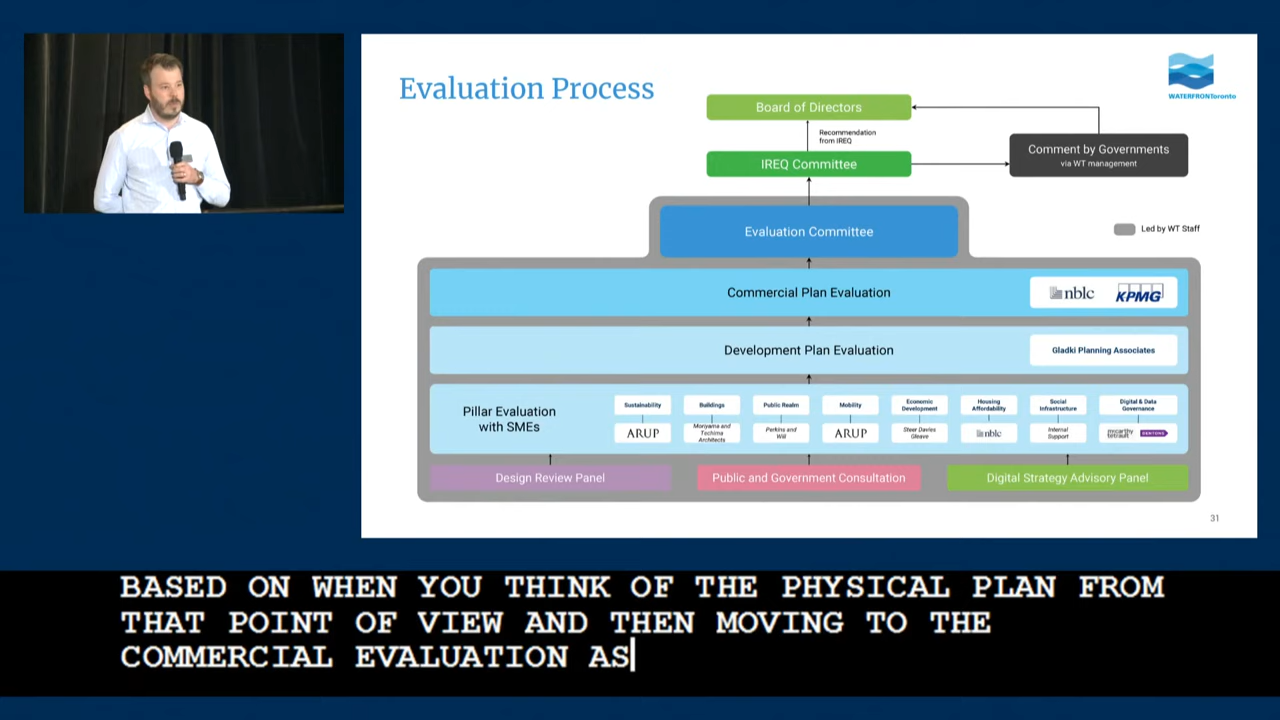 Evaluation Process
WATERFRONToronto
Board of Directors
Recommendation
from IREQ
IREQ Committee
Comment by Governments
via WT management
Evaluation Committee
Led by WT Staff
Commercial Plan Evaluation
nblc
KPMG
Development Plan Evaluation
Gladki Planning Associates
Pillar Evaluation
with SMEs
Sustainability
ARUP
Buildings
Moriyama and
Techima
Architects
Public Realm
Perkins and
Will
Mobility
ARUP
Economic
Development
Steer Davies
Gleave
Housing
Affordability
nblc
Social
Infrastructure
Internal
Support
Digital & Data
Governance
mccarthy
tetrault
DENTONS
Design Review Panel
Public and Government Consultation
Digital Strategy Advisory Panel
31
BASED ON WHEN YOU THINK OF THE PHYSICAL PLAN FROM
THAT POINT OF VIEW AND THEN MOVING TO THE
COMMERCIAL EVALUATION AS